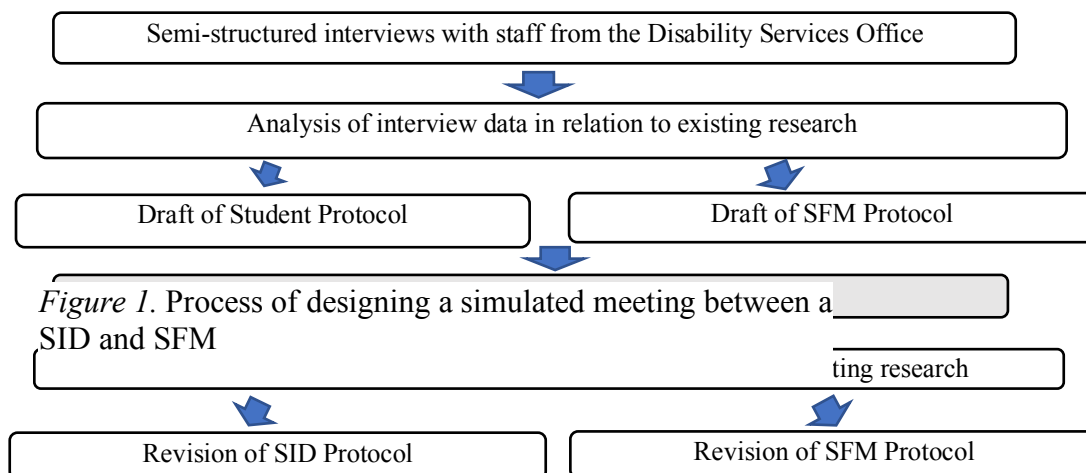 Semi-structured interviews with staff from the Disability Services Office
Analysis of interview data in relation to existing research
Draft of Student Protocol
Draft of SFM Protocol
Figure 1. Process of designing a simulated meeting between a
SID and SFM
ting research
Revision of SID Protocol
Revision of SFM Protocol